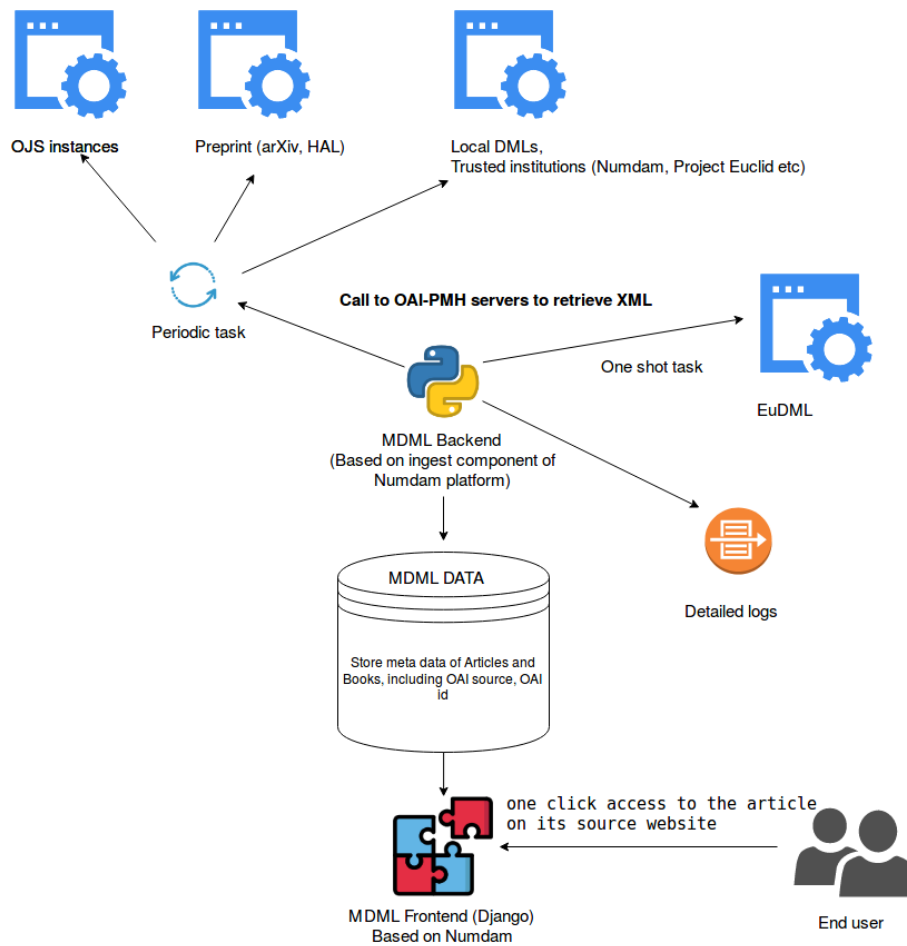 OJS instances
Preprint (arXiv, HAL)
Local DMLs,
Trusted institutions (Numdam, Project Euclid etc)
Call to OAI-PMH servers to retrieve XML
Periodic task
One shot task
EuDML
MDML Backend
(Based on ingest component of
Numdam platform)
MDML DATA
Detailed logs
Store meta data of Articles and
Books, including OAI source, OAI
id
one click access to the article
on its source website
MDML Frontend (Django)
Based on Numdam
End user